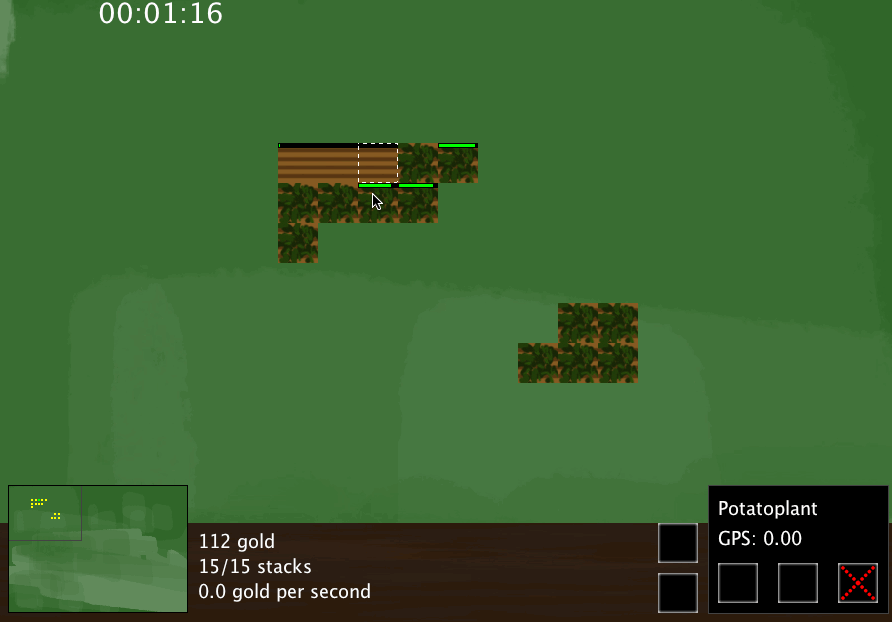 00:01:16
112 gold
15/15 stacks
0.0 gold per second
Potatoplant
GPS: 0.00